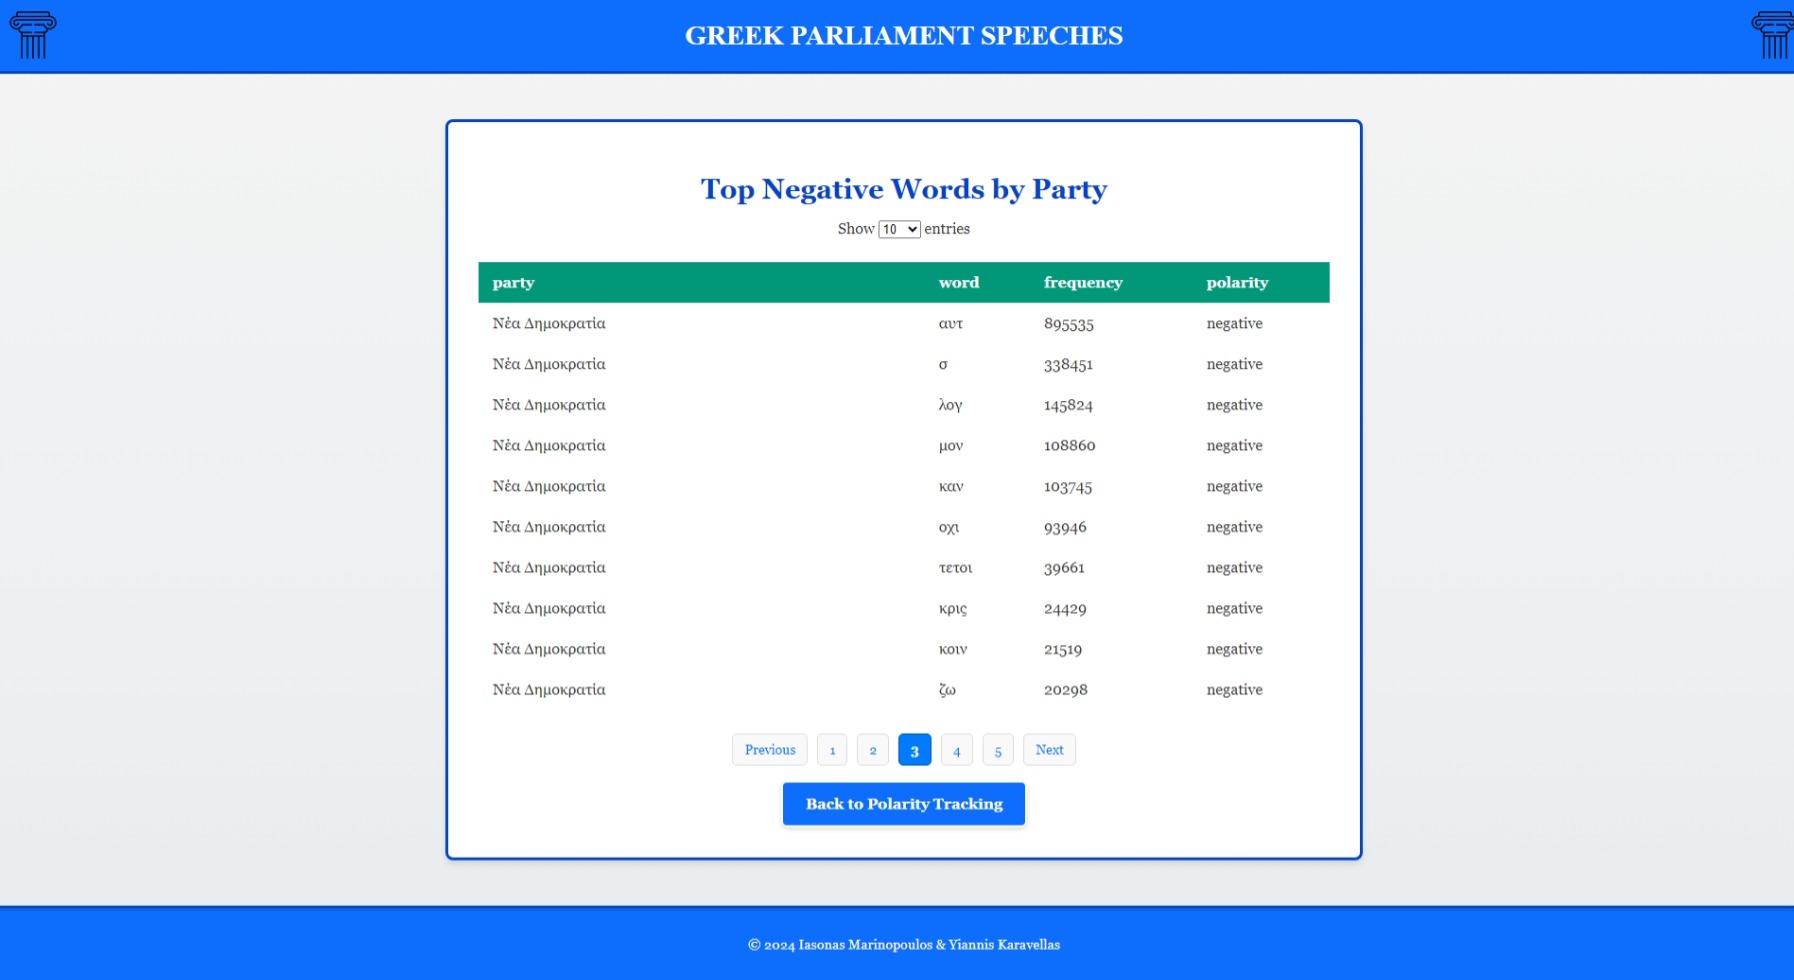 GREEK PARLIAMENT SPEECHES
Top Negative Words by Party
Show 10 entries
party word frequency polarity
Νέα Δημοκρατία αυτ 895535 negative
Νέα Δημοκρατία σ 338451 negative
Νέα Δημοκρατία λογ 145824 negative
Νέα Δημοκρατία μον 108860 negative
Νέα Δημοκρατία καν 103745 negative
Νέα Δημοκρατία οχι 93946 negative
Νέα Δημοκρατία τετοι 39661 negative
Νέα Δημοκρατία κρις 24429 negative
Νέα Δημοκρατία κοιν 21519 negative
Νέα Δημοκρατία ζω 20298 negative
Previous 1 2 3 4 5 Next
Back to Polarity Tracking
© 2024 Iasonas Marinopoulos & Yiannis Karavellas